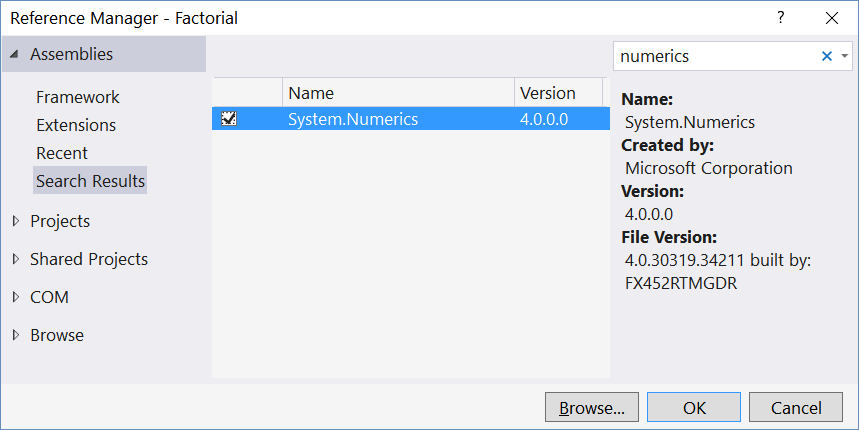 Reference Manager - Factorial
?
Assemblies
Framework
Extensions
Recent
Search Results
Projects
Shared Projects
COM
Browse
Name Version
System.Numerics 4.0.0.0
numerics
Name:
System.Numerics
Created by:
Microsoft Corporation
Version:
4.0.0.0
File Version:
4.0.30319.34211 built by:
FX452RTMGDR
Browse... OK Cancel